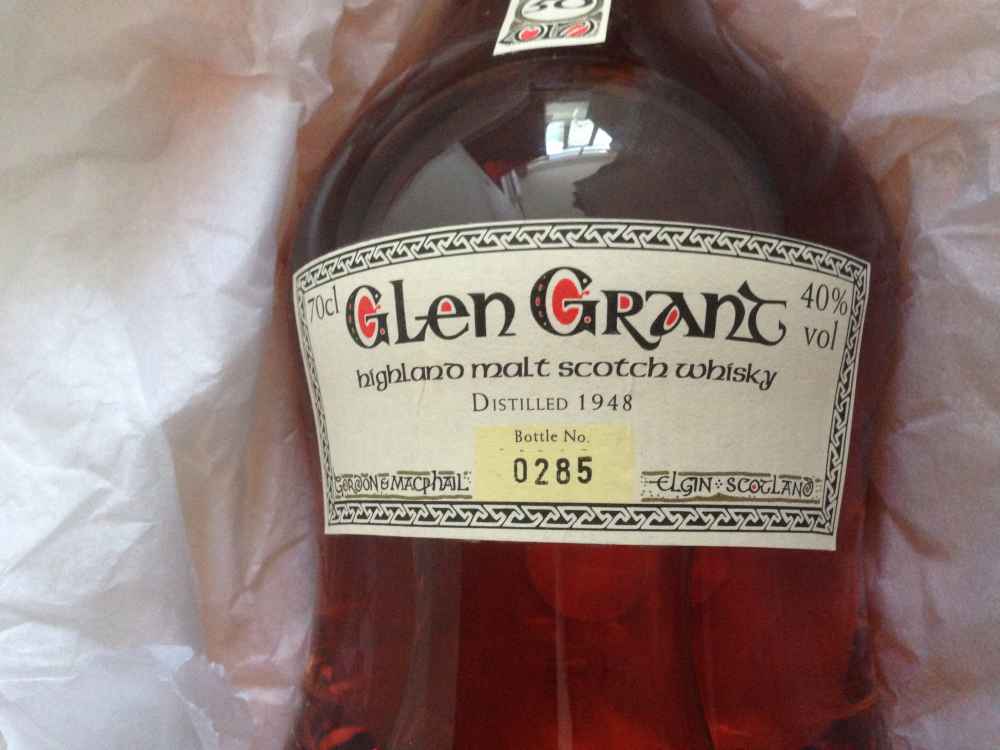 70cl
Glen Grant
40%
vol
highland malt scotch whisky
Distilled 1948
Bottle No.
0285
Gordon & Macphail
Elgin : Scotland